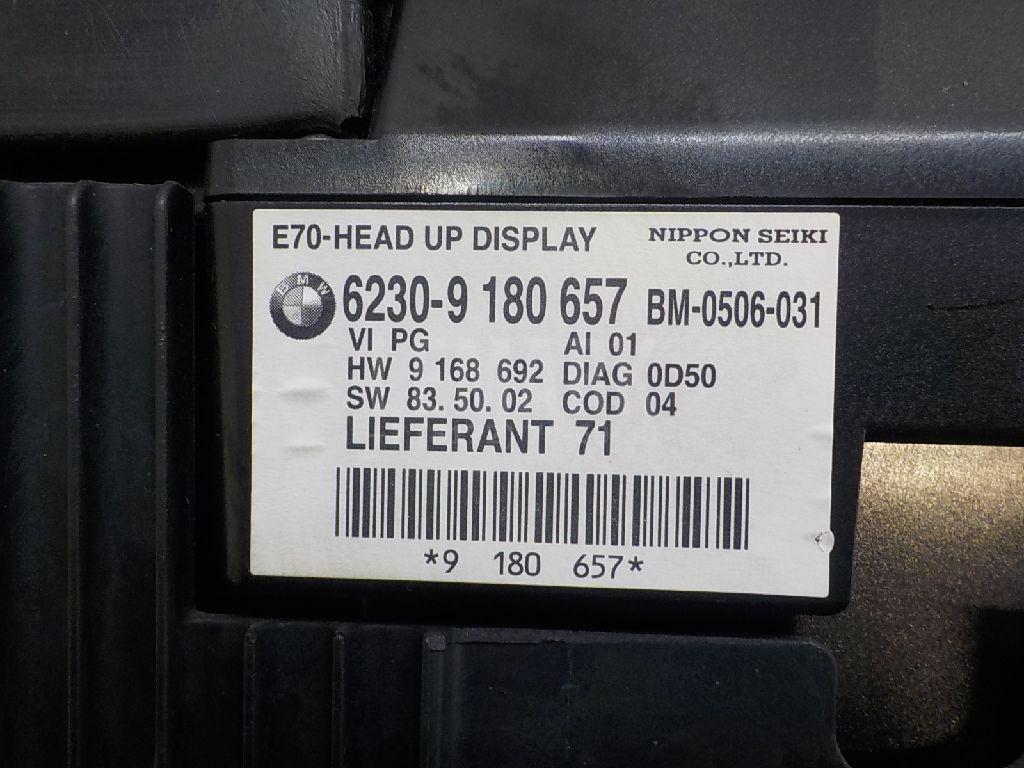 E70-HEAD UP DISPLAY NIPPON SEIKI
CO.,LTD.
BMW 6230-9 180 657 BM-0506-031
VI PG AI 01
HW 9 168 692 DIAG 0D50
SW 83.50.02 COD 04
LIEFERANT 71
*9 180 657*